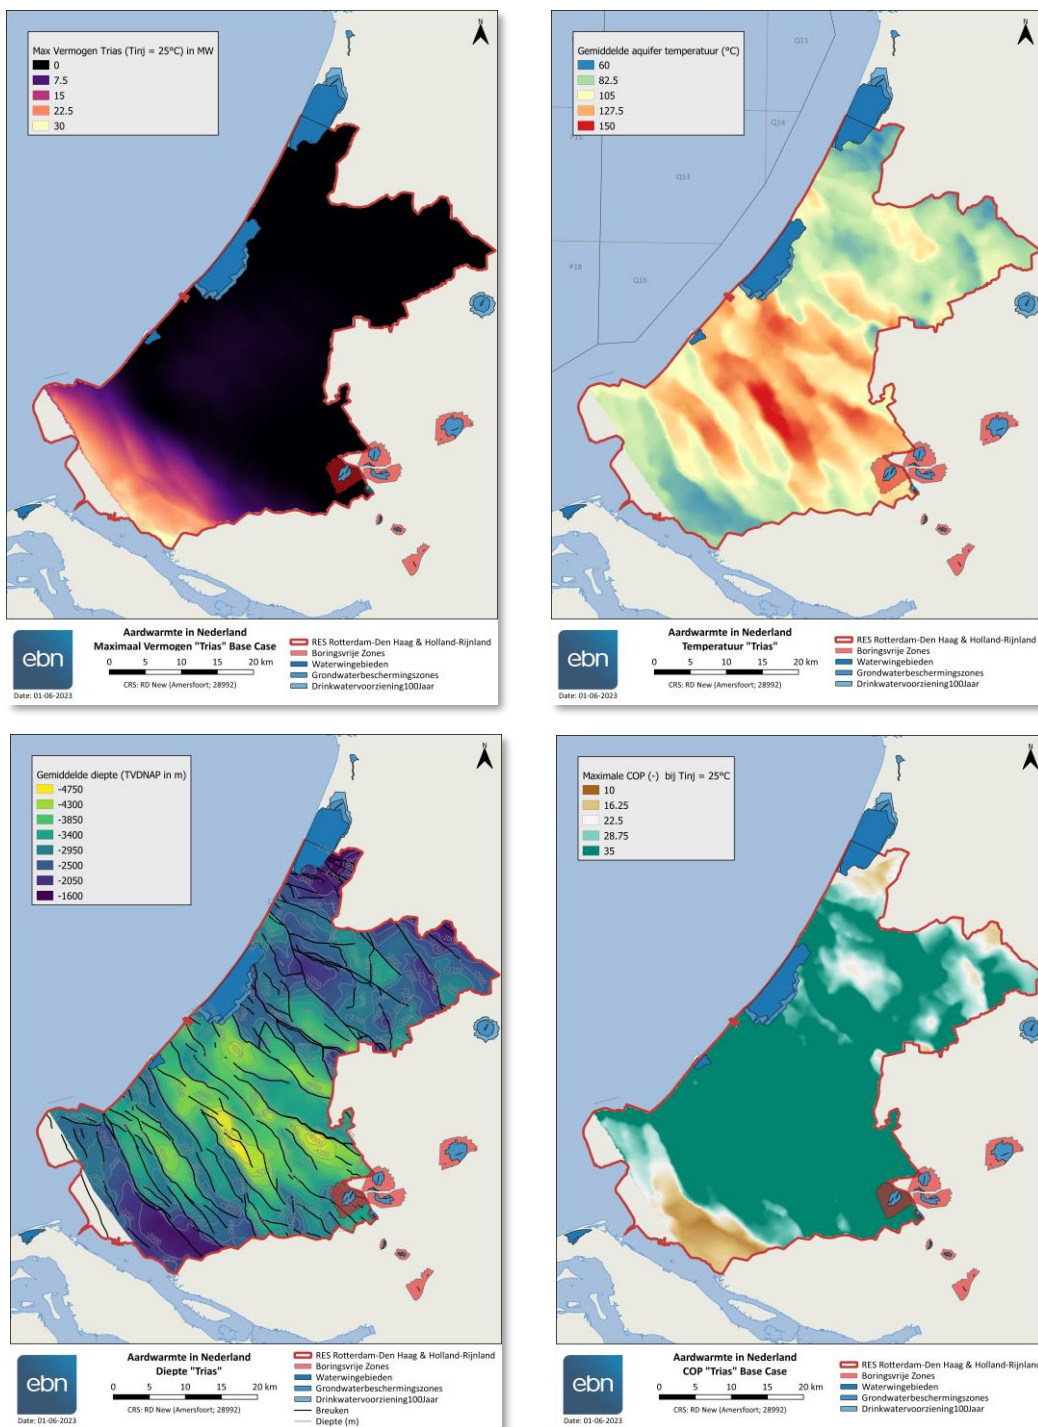 Max Vermogen Trias (Tinj = 25°C) in MW
0
7.5
15
22.5
30
N
ebn
Date: 01-06-2023
Aardwarmte in Nederland
Maximaal Vermogen "Trias" Base Case
0 5 10 15 20 km
CRS: RD New (Amersfoort; 28992)
RES Rotterdam-Den Haag & Holland-Rijnland
Boringsvrije Zones
Waterwingebieden
Grondwaterbeschermingszones
Drinkwatervoorziening100Jaar
Gemiddelde aquifer temperatuur (°C)
60
82.5
105
127.5
150
N
Q11
Q14
Q13
P18
Q16
ebn
Date: 01-06-2023
Aardwarmte in Nederland
Temperatuur "Trias"
0 5 10 15 20 km
CRS: RD New (Amersfoort; 28992)
RES Rotterdam-Den Haag & Holland-Rijnland
Boringsvrije Zones
Waterwingebieden
Grondwaterbeschermingszones
Drinkwatervoorziening100Jaar
Gemiddelde diepte (TVDNAP in m)
-4750
-4300
-3850
-3400
-2950
-2500
-2050
-1600
N
ebn
Date: 01-06-2023
Aardwarmte in Nederland
Diepte "Trias"
0 5 10 15 20 km
CRS: RD New (Amersfoort; 28992)
RES Rotterdam-Den Haag & Holland-Rijnland
Boringsvrije Zones
Waterwingebieden
Grondwaterbeschermingszones
Drinkwatervoorziening100Jaar
Breuken
Diepte (m)
Maximale COP (-) bij Tinj = 25°C
10
16.25
22.5
28.75
35
N
ebn
Date: 01-06-2023
Aardwarmte in Nederland
COP "Trias" Base Case
0 5 10 15 20 km
CRS: RD New (Amersfoort; 28992)
RES Rotterdam-Den Haag & Holland-Rijnland
Boringsvrije Zones
Waterwingebieden
Grondwaterbeschermingszones
Drinkwatervoorziening100Jaar